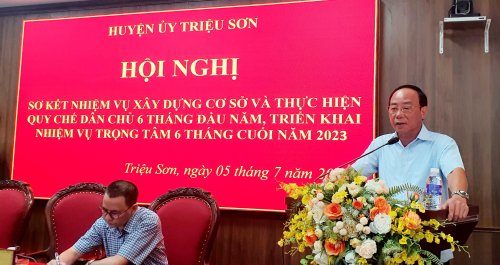 HUYỆN ỦY TRIỆU SƠN
HỘI NGHỊ
SƠ KẾT NHIỆM VỤ XÂY DỰNG CƠ SỞ VÀ THỰC HIỆN
QUY CHẾ DÂN CHỦ 6 THÁNG ĐẦU NĂM, TRIỂN KHAI
NHIỆM VỤ TRỌNG TÂM 6 THÁNG CUỐI NĂM 2023
Triệu Sơn, ngày 05 tháng 7 năm 2